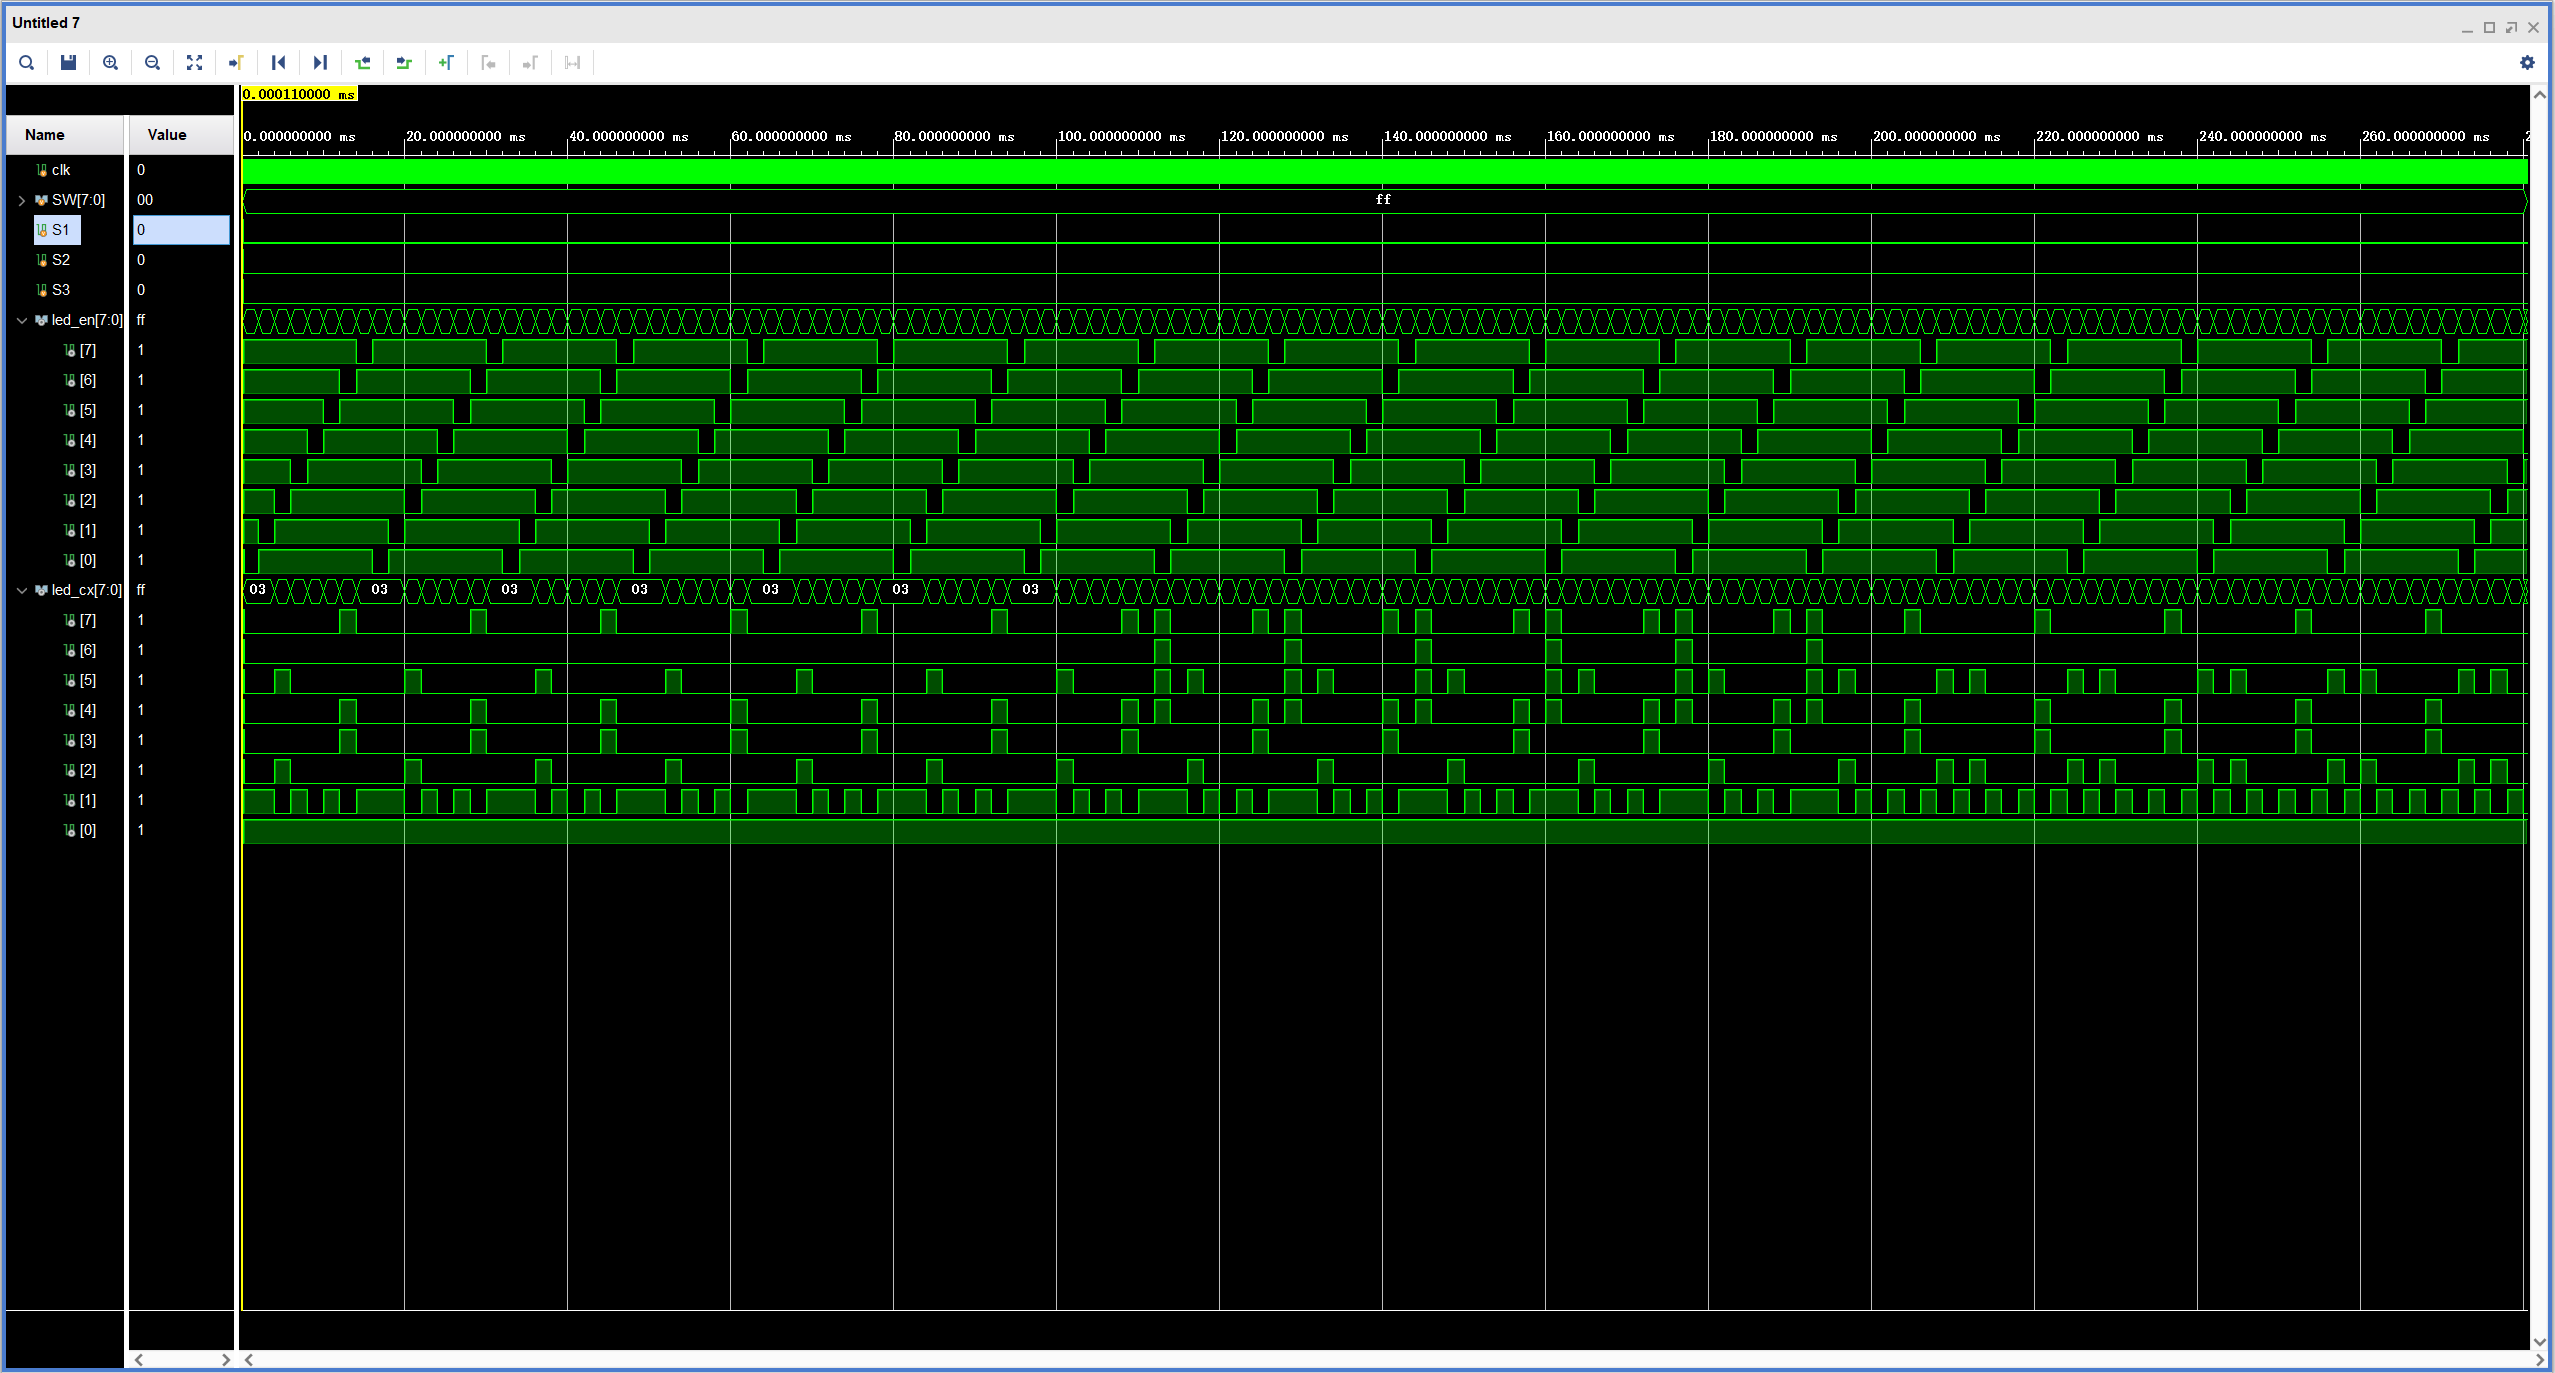 Untitled 7
0.000110000 ms
Name Value
0.000000000 ms 20.000000000 ms 40.000000000 ms 60.000000000 ms 80.000000000 ms 100.000000000 ms 120.000000000 ms 140.000000000 ms 160.000000000 ms 180.000000000 ms 200.000000000 ms 220.000000000 ms 240.000000000 ms 260.000000000 ms 2
clk 0
SW[7:0] 00 ff
S1 0
S2 0
S3 0
led_en[7:0] ff
[7] 1
[6] 1
[5] 1
[4] 1
[3] 1
[2] 1
[1] 1
[0] 1
led_cx[7:0] ff 03 03 03 03 03 03 03
[7] 1
[6] 1
[5] 1
[4] 1
[3] 1
[2] 1
[1] 1
[0] 1